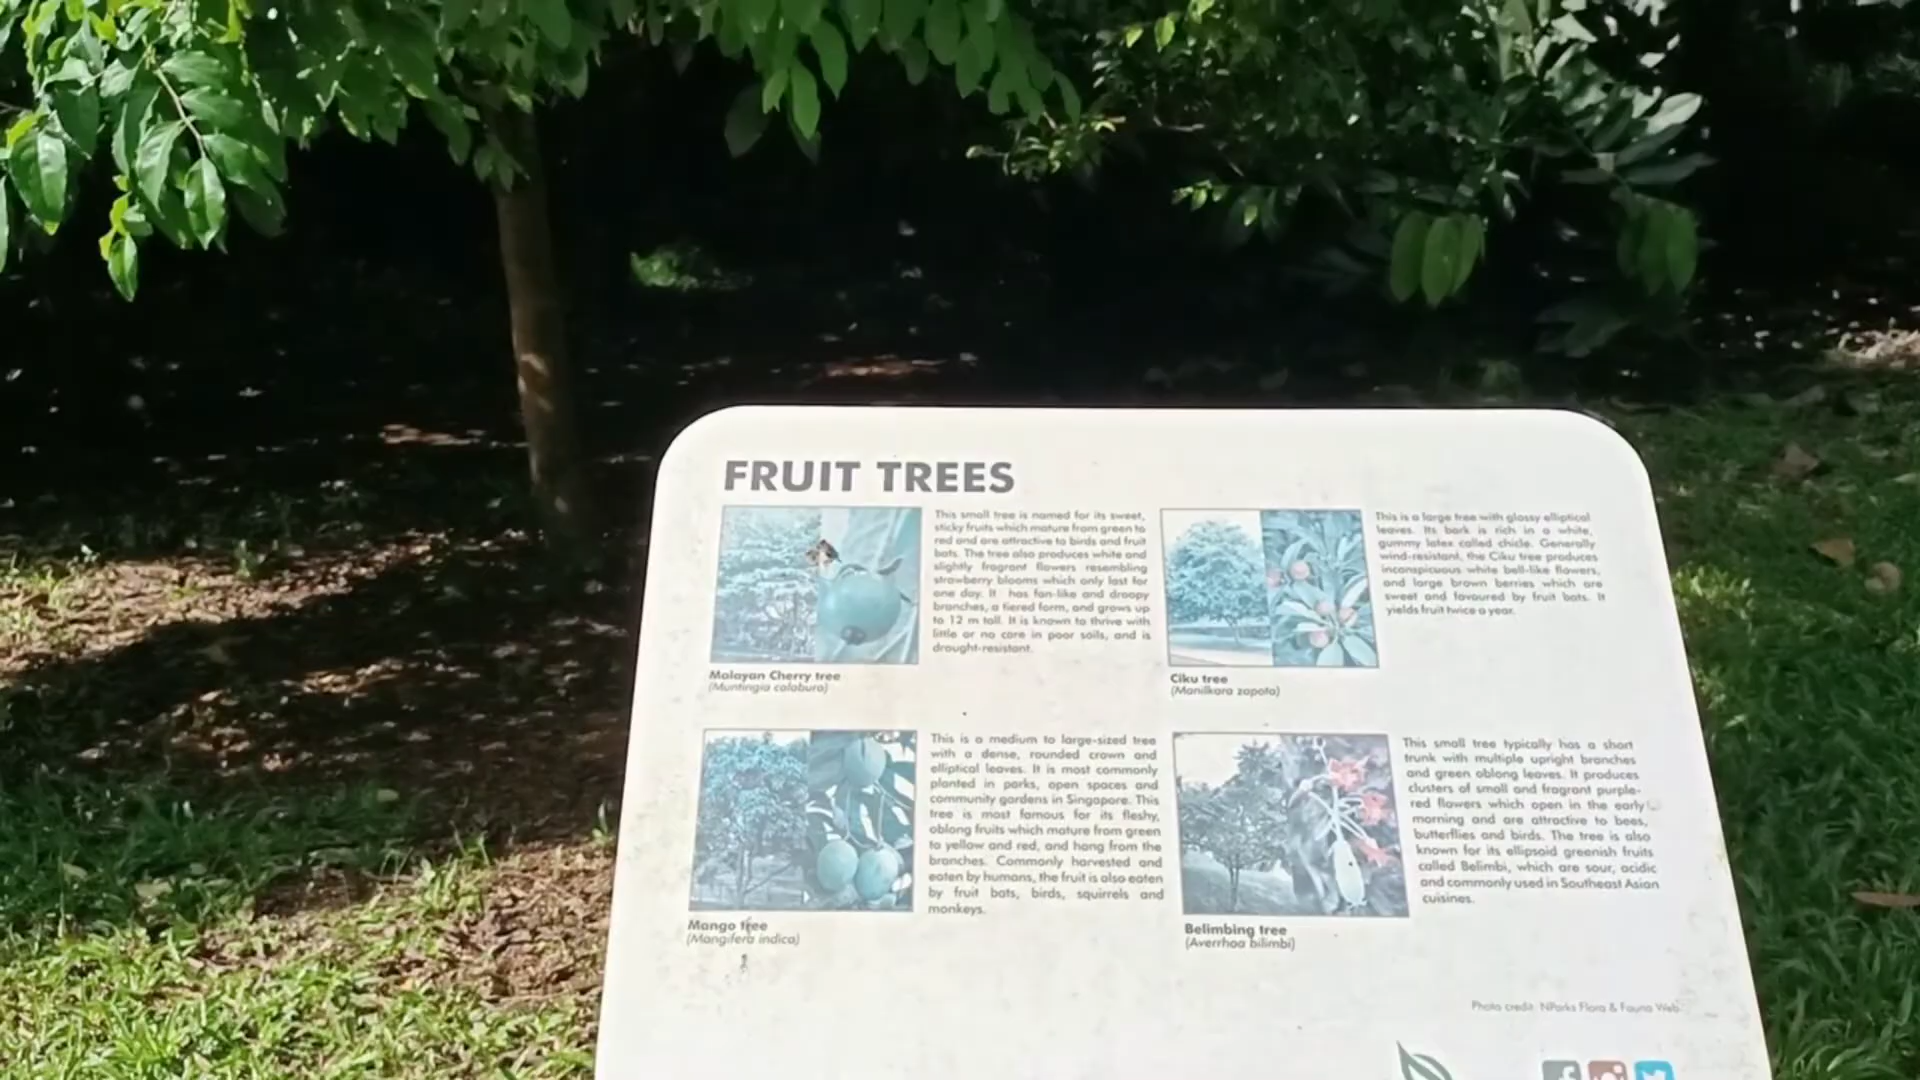 FRUIT TREES
This small tree is named for its sweet,
sticky fruits which mature from green to
red and are attractive to birds and fruit
bats. The tree also produces white and
slightly fragrant flowers resembling
strawberry blooms which only last for
one day. It has fan-like and droopy
branches, a tiered form, and grows up
to 12 m tall. It is known to thrive with
little or no care in poor soils, and is
drought-resistant.
Malayan Cherry tree
(Muntingia calabura)
This is a large tree with glossy elliptical
leaves. Its bark is rich in a white,
gummy latex called chicle. Generally
wind-resistant, the Ciku tree produces
inconspicuous white bell-like flowers,
and large brown berries which are
sweet and favoured by fruit bats. It
yields fruit twice a year.
Ciku tree
(Manilkara zapota)
This is a medium to large-sized tree
with a dense, rounded crown and
elliptical leaves. It is most commonly
planted in parks, open spaces and
community gardens in Singapore. This
tree is most famous for its fleshy,
oblong fruits which mature from green
to yellow and red, and hang from the
branches. Commonly harvested and
eaten by humans, the fruit is also eaten
by fruit bats, birds, squirrels and
monkeys.
Mango tree
(Mangifera indica)
This small tree typically has a short
trunk with multiple upright branches
and green oblong leaves. It produces
clusters of small and fragrant purple-
red flowers which open in the early
morning and are attractive to bees,
butterflies and birds. The tree is also
known for its ellipsoid greenish fruits
called Belimbi, which are sour, acidic
and commonly used in Southeast Asian
cuisines.
Belimbing tree
(Averrhoa bilimbi)
Photo credit: NParks Flora & Fauna Web